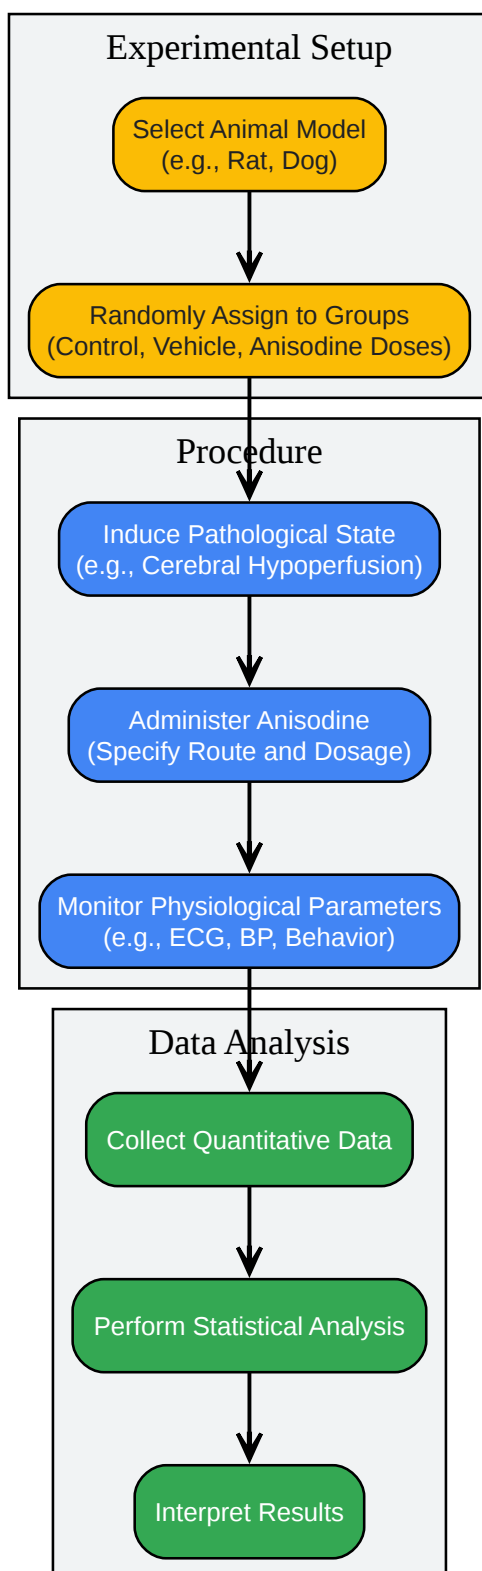 Experimental Setup
Select Animal Model
(e.g., Rat, Dog)
Randomly Assign to Groups
(Control, Vehicle, Anisodine Doses)
Procedure
Induce Pathological State
(e.g., Cerebral Hypoperfusion)
Administer Anisodine
(Specify Route and Dosage)
Monitor Physiological Parameters
(e.g., ECG, BP, Behavior)
Data Analysis
Collect Quantitative Data
Perform Statistical Analysis
Interpret Results